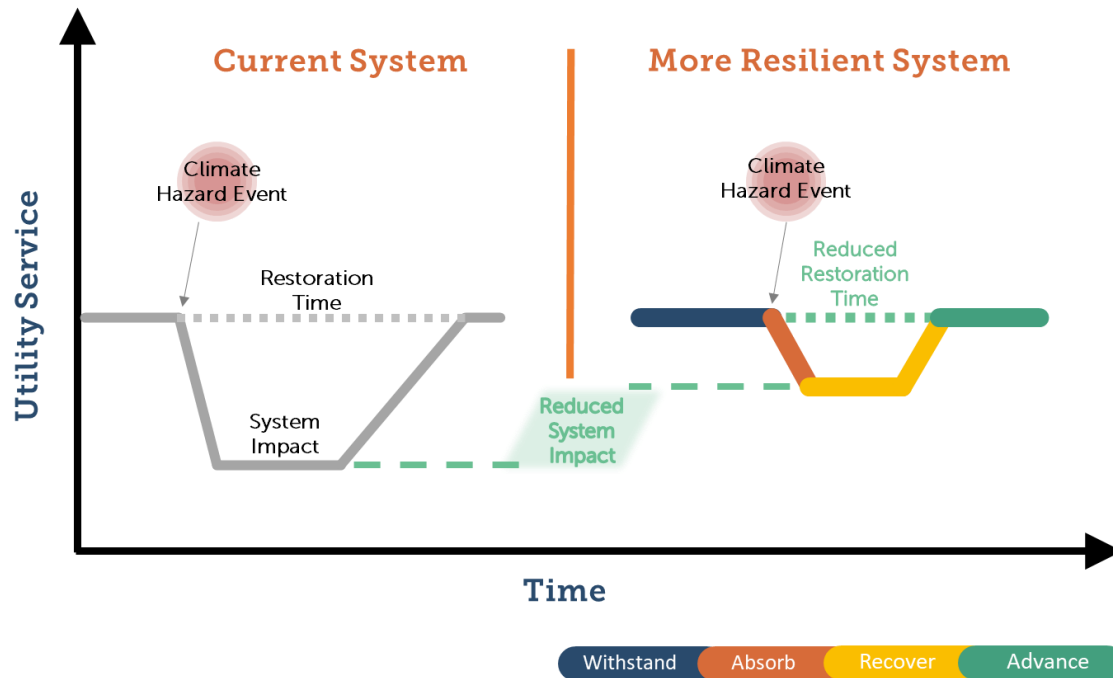 Current System
More Resilient System
Climate
Hazard Event
Climate
Hazard Event
Restoration
Time
Reduced
Restoration
Time
Utility Service
System
Impact
Reduced
System
Impact
Time
Withstand
Absorb
Recover
Advance